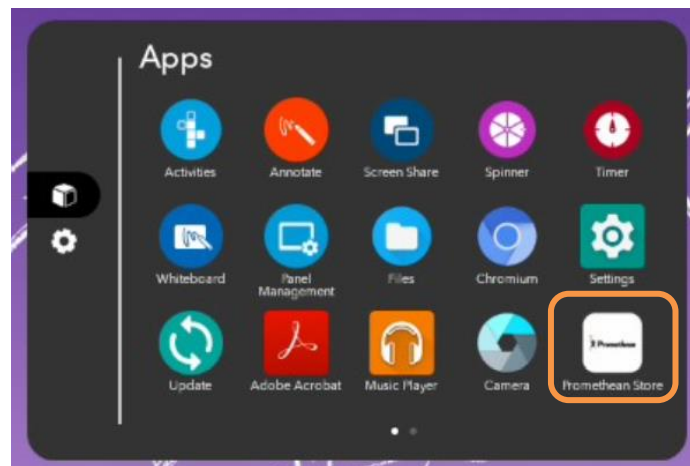 Apps
Activities
Annotate
Screen Share
Spinner
Timer
Whiteboard
Panel
Management
Files
Chromium
Settings
Update
Adobe Acrobat
Music Player
Camera
Promethean
Promethean Store